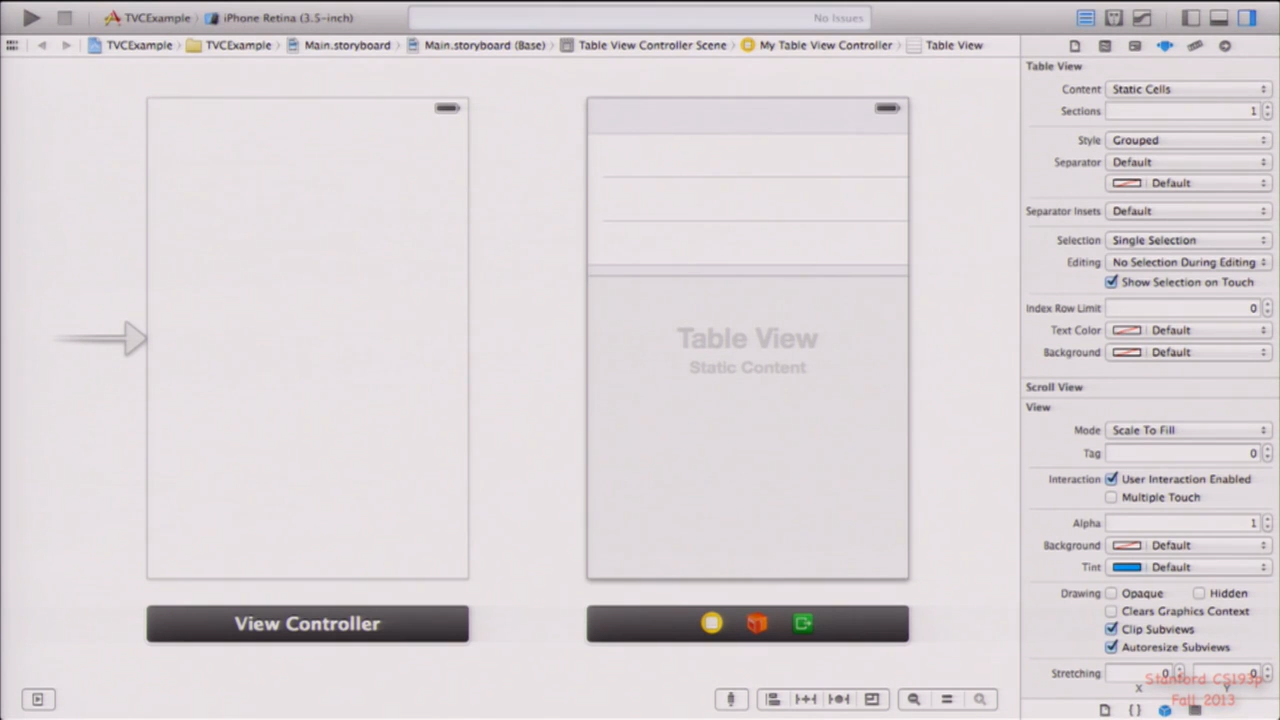 TVCExample iPhone Retina (3.5-inch) No Issues
TVCExample TVCExample Main.storyboard Main.storyboard (Base) Table View Controller Scene My Table View Controller Table View
Table View
Content Static Cells
Sections 1
Style Grouped
Separator Default
Default
Separator Insets Default
Selection Single Selection
Editing No Selection During Editing
Show Selection on Touch
Index Row Limit 0
Text Color Default
Background Default
Table View
Static Content
Scroll View
View
Mode Scale To Fill
Tag 0
Interaction User Interaction Enabled
Multiple Touch
Alpha 1
Background Default
Tint Default
Drawing Opaque Hidden
Clears Graphics Context
Clip Subviews
Autoresize Subviews
View Controller
Stretching 0 0
X Y
Stanford CS193p
Fall 2013